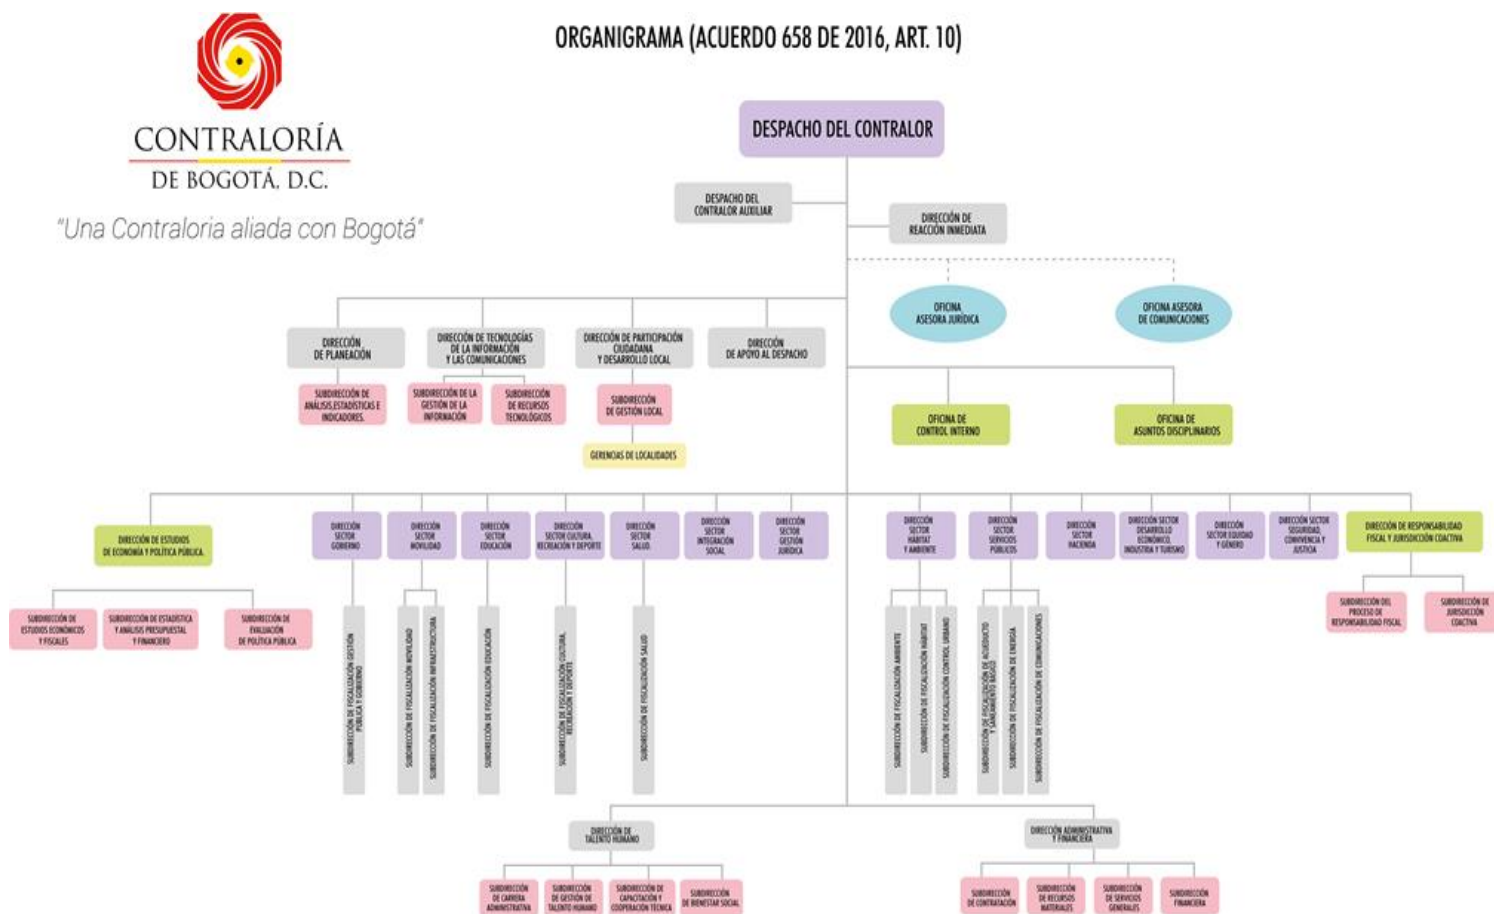 ORGANIGRAMA (ACUERDO 658 DE 2016, ART. 10)
CONTRALORÍA
DE BOGOTÁ, D.C.
"Una Contraloria aliada con Bogotá"
DESPACHO DEL CONTRALOR
DESPACHO DEL
CONTRALOR AUXILIAR
DIRECCIÓN DE
REACCIÓN INMEDIATA
OFICINA
ASESORA JURÍDICA
OFICINA ASESORA
DE COMUNICACIONES
DIRECCIÓN
DE PLANEACIÓN
DIRECCIÓN DE TECNOLOGÍAS
DE LA INFORMACIÓN
Y LAS COMUNICACIONES
DIRECCIÓN DE PARTICIPACIÓN
CIUDADANA
Y DESARROLLO LOCAL
DIRECCIÓN
DE APOYO AL DESPACHO
SUBDIRECCIÓN DE
ANÁLISIS,ESTADÍSTICAS E
INDICADORES.
SUBDIRECCIÓN DE LA
GESTIÓN DE LA
INFORMACIÓN
SUBDIRECCIÓN
DE RECURSOS
TECNOLÓGICOS
SUBDIRECCIÓN
DE GESTIÓN LOCAL
GERENCIAS DE LOCALIDADES
OFICINA DE
CONTROL INTERNO
OFICINA DE
ASUNTOS DISCIPLINARIOS
DIRECCIÓN DE ESTUDIOS
DE ECONOMÍA Y POLÍTICA PÚBLICA.
DIRECCIÓN
SECTOR
GOBIERNO
DIRECCIÓN
SECTOR
MOVILIDAD
DIRECCIÓN
SECTOR
EDUCACIÓN
DIRECCIÓN
SECTOR CULTURA,
RECREACIÓN Y DEPORTE
DIRECCIÓN
SECTOR
SALUD.
DIRECCIÓN
SECTOR
INTEGRACIÓN
SOCIAL
DIRECCIÓN
SECTOR
GESTIÓN
JURÍDICA
DIRECCIÓN
SECTOR
HÁBITAT
Y AMBIENTE
DIRECCIÓN
SECTOR
SERVICIOS
PÚBLICOS
DIRECCIÓN
SECTOR
HACIENDA
DIRECCIÓN SECTOR
DESARROLLO
ECONÓMICO,
INDUSTRIA Y TURISMO
DIRECCIÓN
SECTOR EQUIDAD
Y GÉNERO
DIRECCIÓN SECTOR
SEGURIDAD,
CONVIVENCIA Y
JUSTICIA
DIRECCIÓN DE RESPONSABILIDAD
FISCAL Y JURISDICCIÓN COACTIVA
SUBDIRECCIÓN DE
ESTUDIOS ECONÓMICOS
Y FISCALES
SUBDIRECCIÓN DE ESTADÍSTICA
Y ANÁLISIS PRESUPUESTAL
Y FINANCIERO
SUBDIRECCIÓN DE
EVALUACIÓN
DE POLÍTICA PÚBLICA
SUBDIRECCIÓN DE FISCALIZACIÓN GESTIÓN
PÚBLICA Y GOBIERNO
SUBDIRECCIÓN DE FISCALIZACIÓN MOVILIDAD
SUBDIRECCIÓN DE FISCALIZACIÓN INFRAESTRUCTURA
SUBDIRECCIÓN DE FISCALIZACIÓN EDUCACIÓN
SUBDIRECCIÓN DE FISCALIZACIÓN CULTURA,
RECREACIÓN Y DEPORTE
SUBDIRECCIÓN DE FISCALIZACIÓN SALUD
SUBDIRECCIÓN DE FISCALIZACIÓN AMBIENTE
SUBDIRECCIÓN DE FISCALIZACIÓN HÁBITAT
SUBDIRECCIÓN DE FISCALIZACIÓN CONTROL URBANO
SUBDIRECCIÓN DE FISCALIZACIÓN DE ACUEDUCTO
Y SANEAMIENTO BÁSICO
SUBDIRECCIÓN DE FISCALIZACIÓN DE ENERGÍA
SUBDIRECCIÓN DE FISCALIZACIÓN DE COMUNICACIONES
SUBDIRECCIÓN DEL
PROCESO DE
RESPONSABILIDAD FISCAL
SUBDIRECCIÓN DE
JURISDICCIÓN
COACTIVA
DIRECCIÓN DE
TALENTO HUMANO
DIRECCIÓN ADMINISTRATIVA
Y FINANCIERA
SUBDIRECCIÓN
DE CARRERA
ADMINISTRATIVA
SUBDIRECCIÓN
DE GESTIÓN DE
TALENTO HUMANO
SUBDIRECCIÓN DE
CAPACITACIÓN Y
COOPERACIÓN TÉCNICA
SUBDIRECCIÓN
DE BIENESTAR SOCIAL
SUBDIRECCIÓN
DE CONTRATACIÓN
SUBDIRECCIÓN
DE RECURSOS
MATERIALES
SUBDIRECCIÓN
DE SERVICIOS
GENERALES
SUBDIRECCIÓN
FINANCIERA